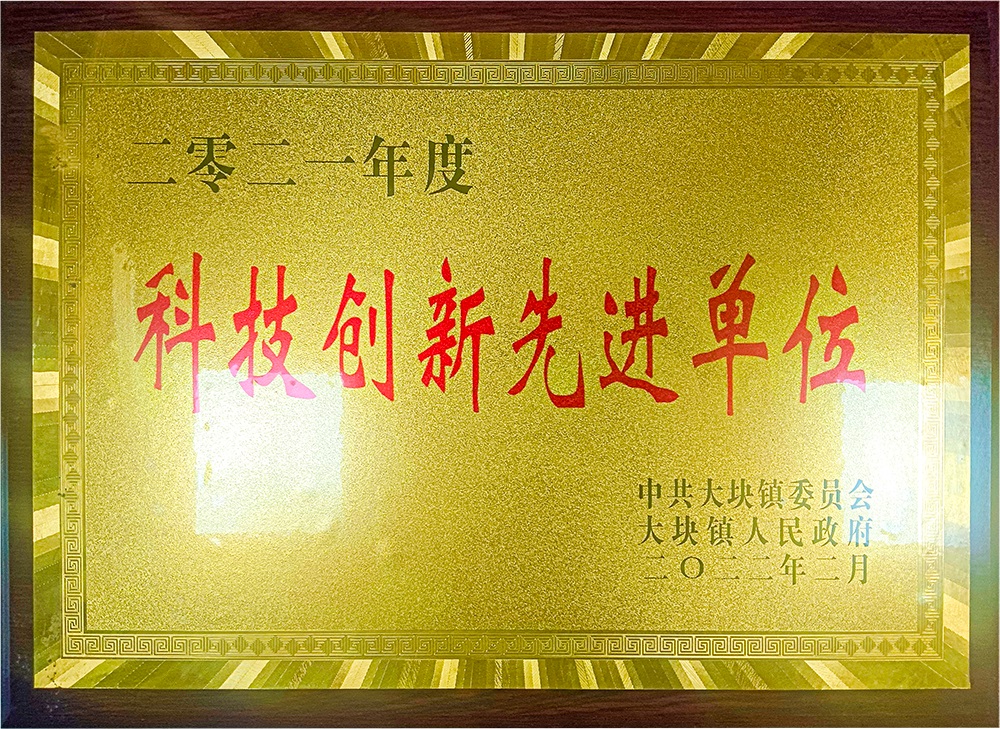 二零二一年度
科技创新先进单位
中共大块镇委员会
大块镇人民政府
二〇二二年二月